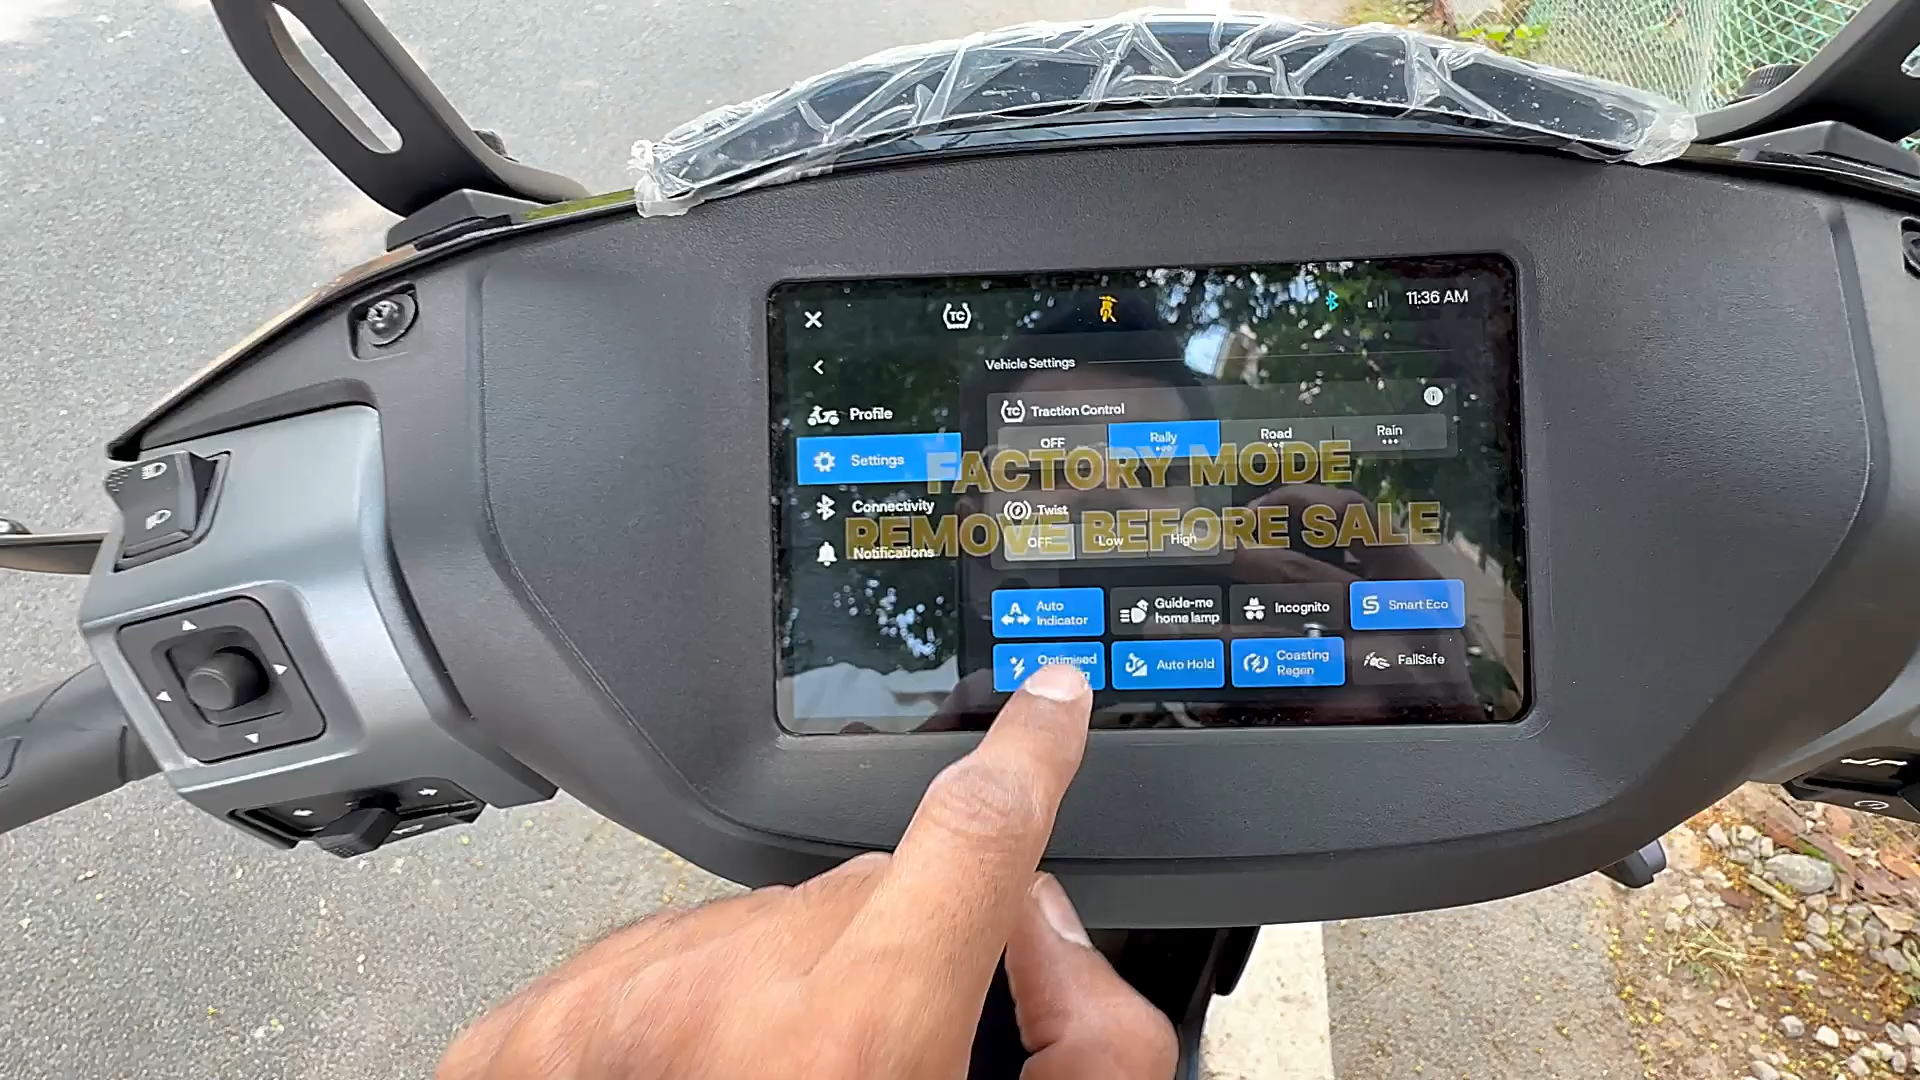 TC
11:36 AM
Vehicle Settings
Profile
TC Traction Control
OFF Rally Road Rain
Settings
FACTORY MODE
Connectivity
Twist
REMOVE BEFORE SALE
OFF Low High
Notifications
A Auto
Indicator
Guide-me
home lamp
Incognito
Smart Eco
Optimised
Auto Hold
Coasting
Regen
FallSafe